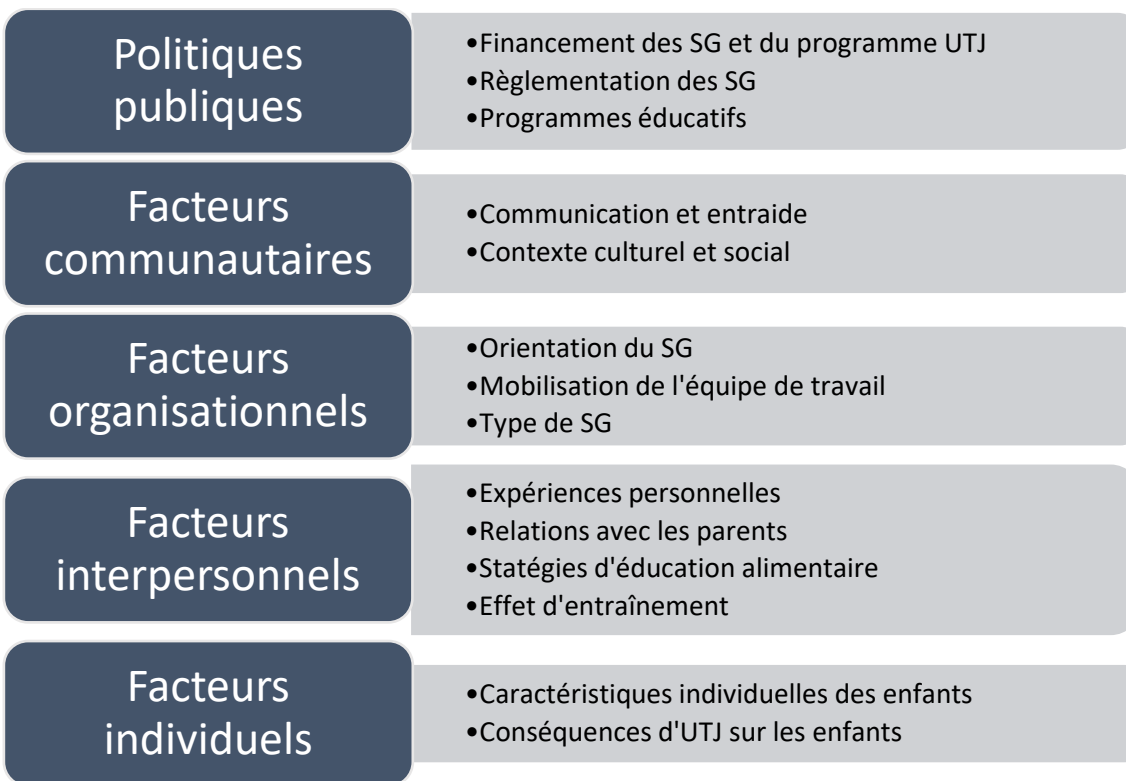 Politiques
publiques
•Financement des SG et du programme UTJ
•Règlementation des SG
•Programmes éducatifs
Facteurs
communautaires
•Communication et entraide
•Contexte culturel et social
Facteurs
organisationnels
•Orientation du SG
•Mobilisation de l'équipe de travail
•Type de SG
Facteurs
interpersonnels
•Expériences personnelles
•Relations avec les parents
•Statégies d'éducation alimentaire
•Effet d'entraînement
Facteurs
individuels
•Caractéristiques individuelles des enfants
•Conséquences d'UTJ sur les enfants